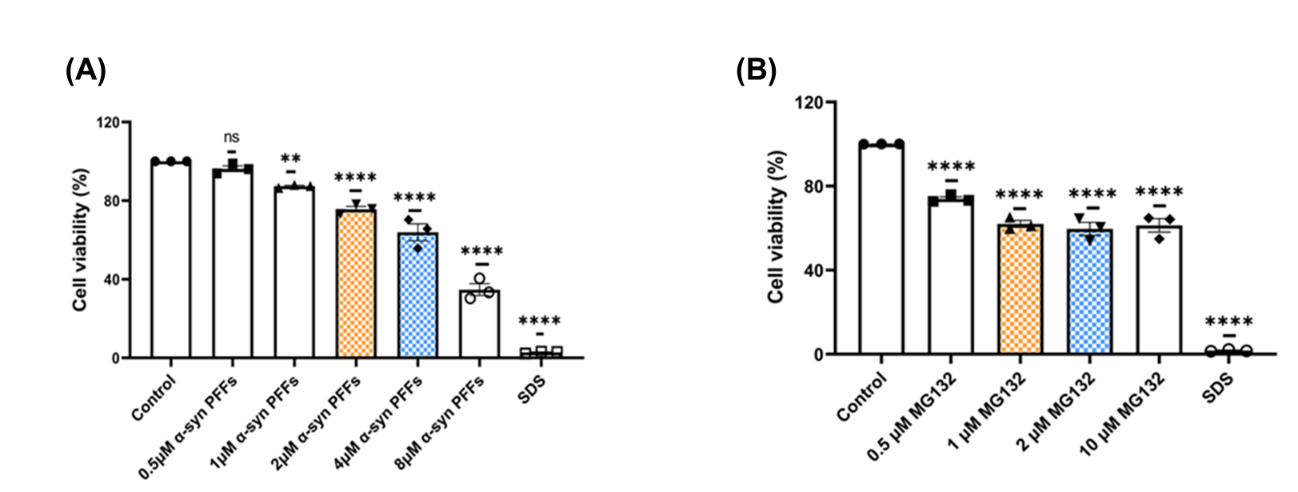 (A)
Cell viability (%)
120
80
40
0
ns
**
****
****
****
****
Control
0.5µM α-syn PFFs
1µM α-syn PFFs
2µM α-syn PFFs
4µM α-syn PFFs
8µM α-syn PFFs
SDS
(B)
Cell viability (%)
120
80
40
0
****
****
****
****
****
Control
0.5 µM MG132
1 µM MG132
2 µM MG132
10 µM MG132
SDS